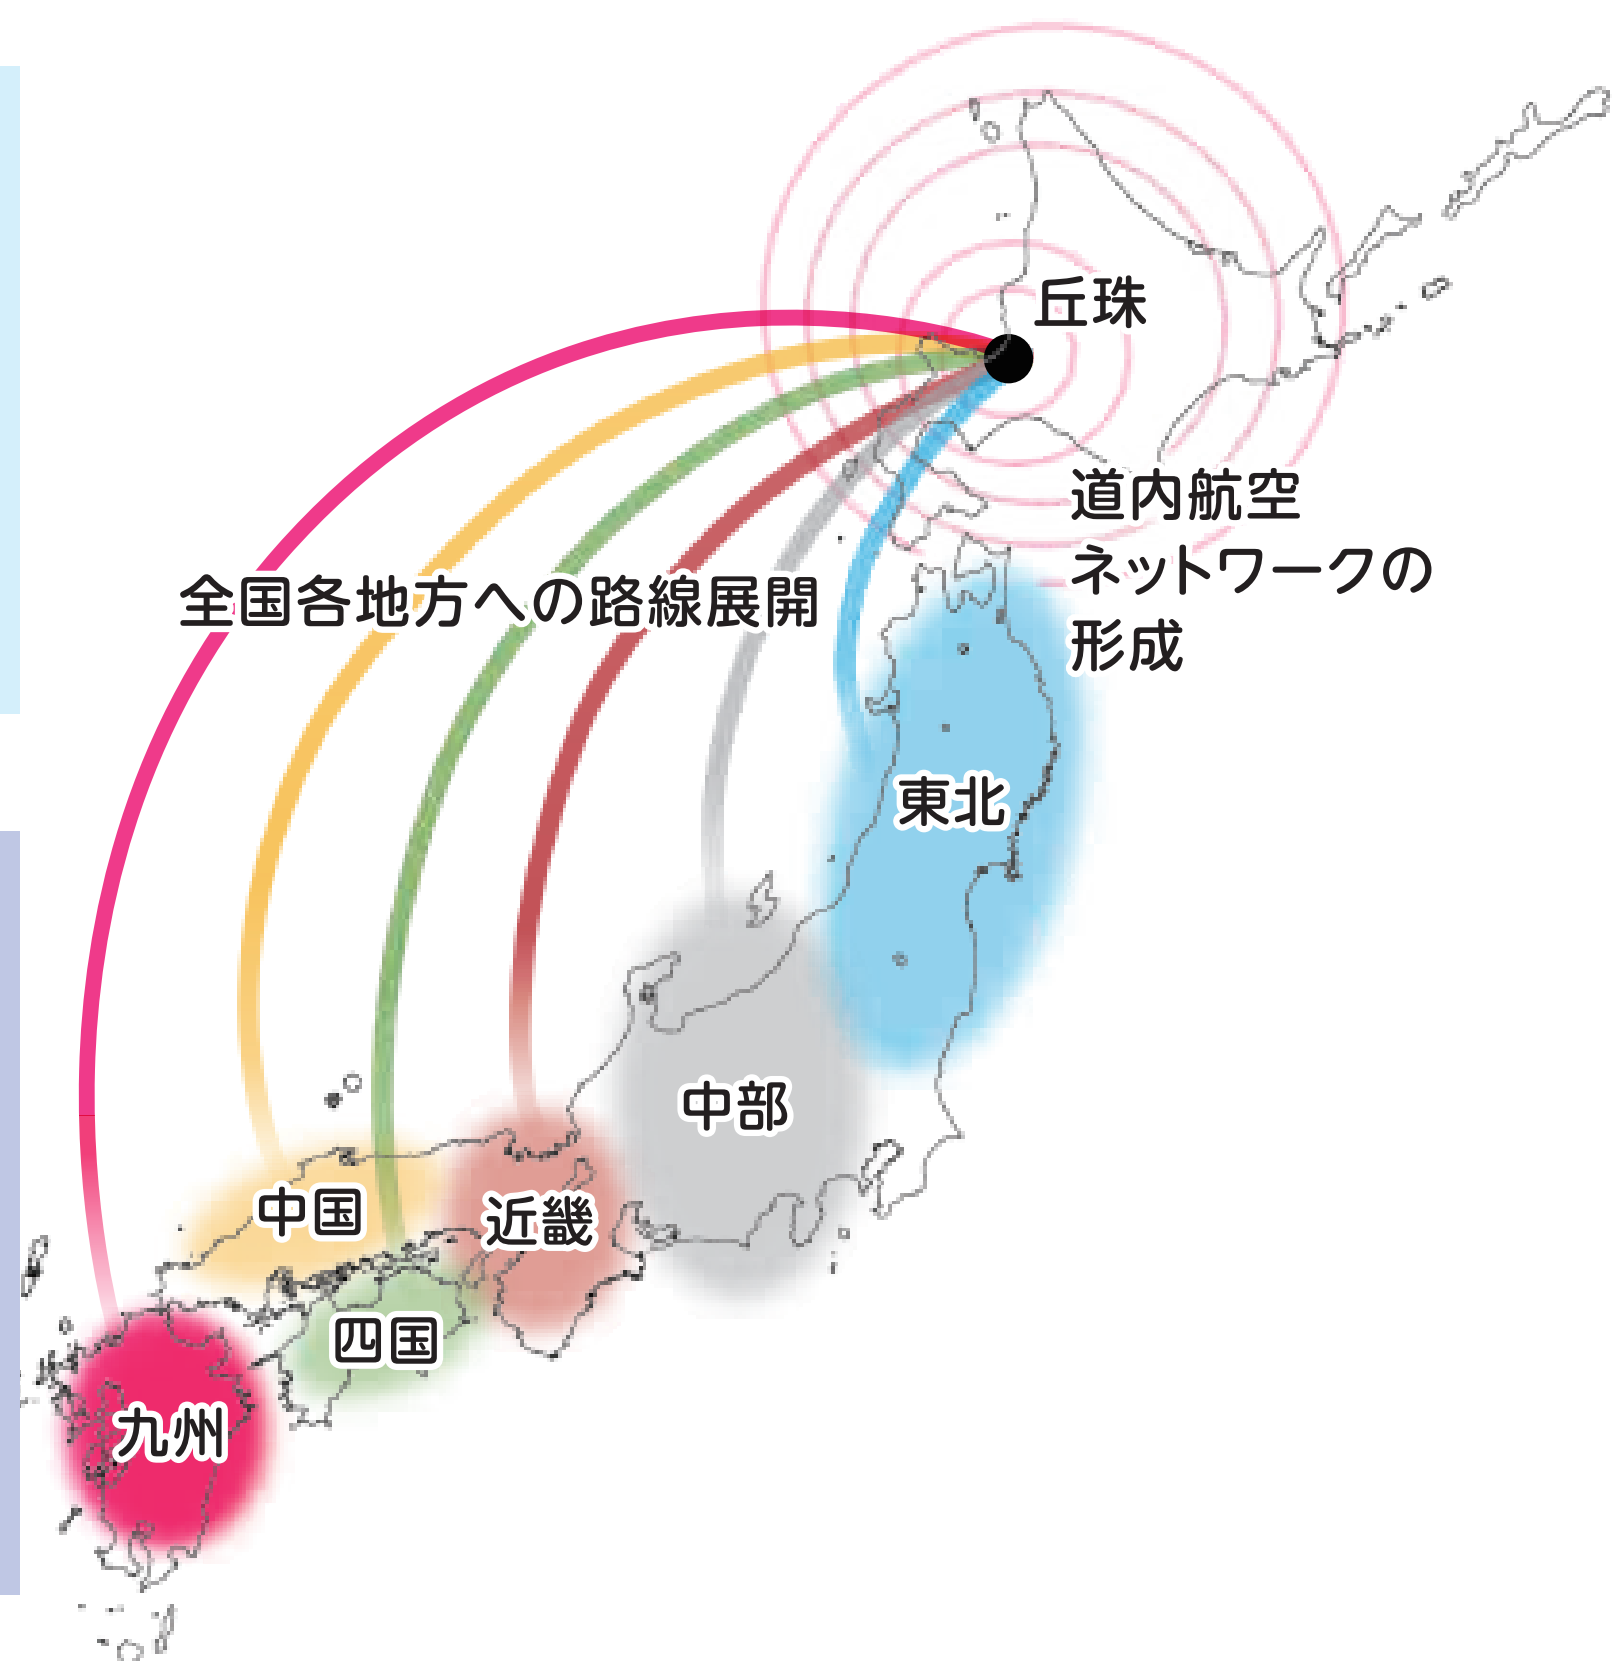 丘珠
道内航空
ネットワークの
形成
全国各地方への路線展開
東北
中部
中国
近畿
四国
九州